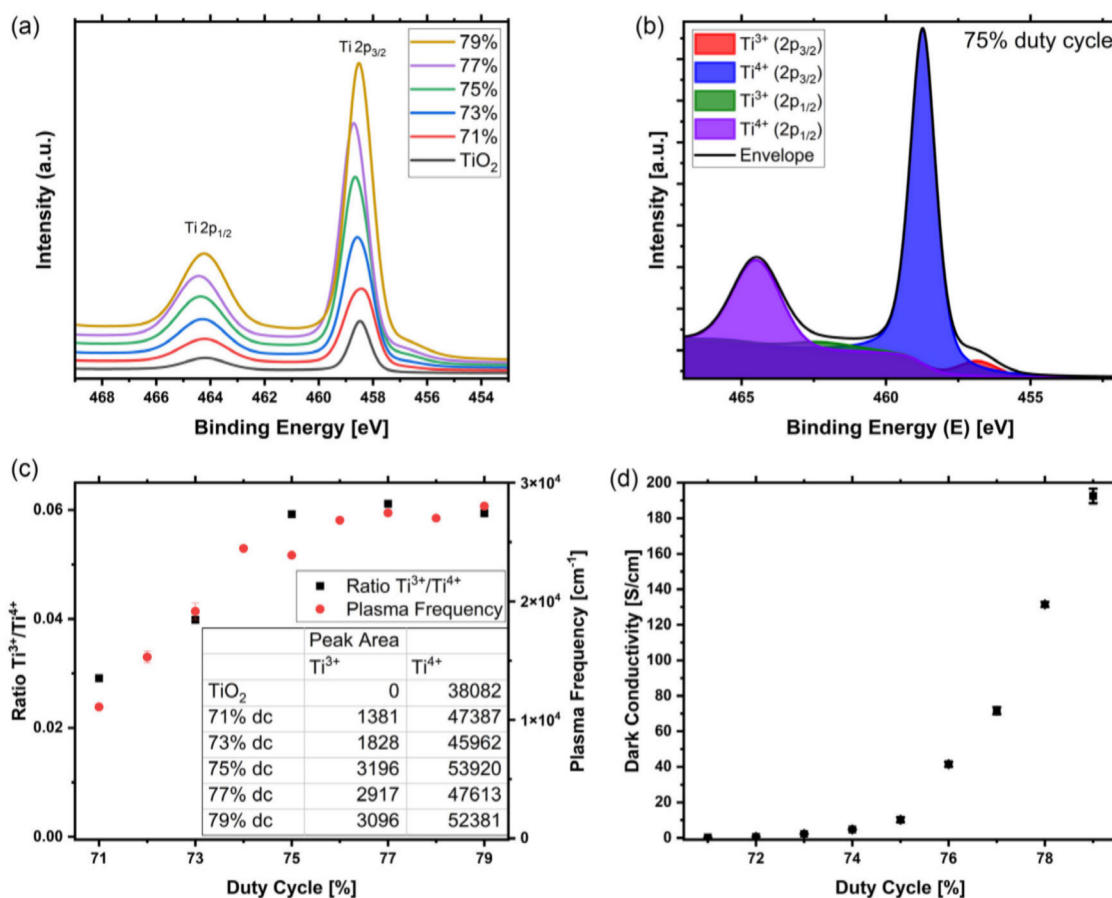 (a)
Ti 2p3/2
Ti 2p1/2
79%
77%
75%
73%
71%
TiO2
Intensity (a.u.)
468 466 464 462 460 458 456 454
Binding Energy [eV]
(b)
75% duty cycle
Ti3+ (2p3/2)
Ti4+ (2p3/2)
Ti3+ (2p1/2)
Ti4+ (2p1/2)
Envelope
Intensity [a.u.]
465 460 455
Binding Energy (E) [eV]
(c)
Ratio Ti3+/Ti4+
0.06
0.04
0.02
0.00
3×10^4
2×10^4
1×10^4
0
Plasma Frequency [cm-1]
Ratio Ti3+/Ti4+
Plasma Frequency
Peak Area
Ti3+ Ti4+
TiO2 0 38082
71% dc 1381 47387
73% dc 1828 45962
75% dc 3196 53920
77% dc 2917 47613
79% dc 3096 52381
71 73 75 77 79
Duty Cycle [%]
(d)
Dark Conductivity [S/cm]
200
180
160
140
120
100
80
60
40
20
0
72 74 76 78
Duty Cycle [%]